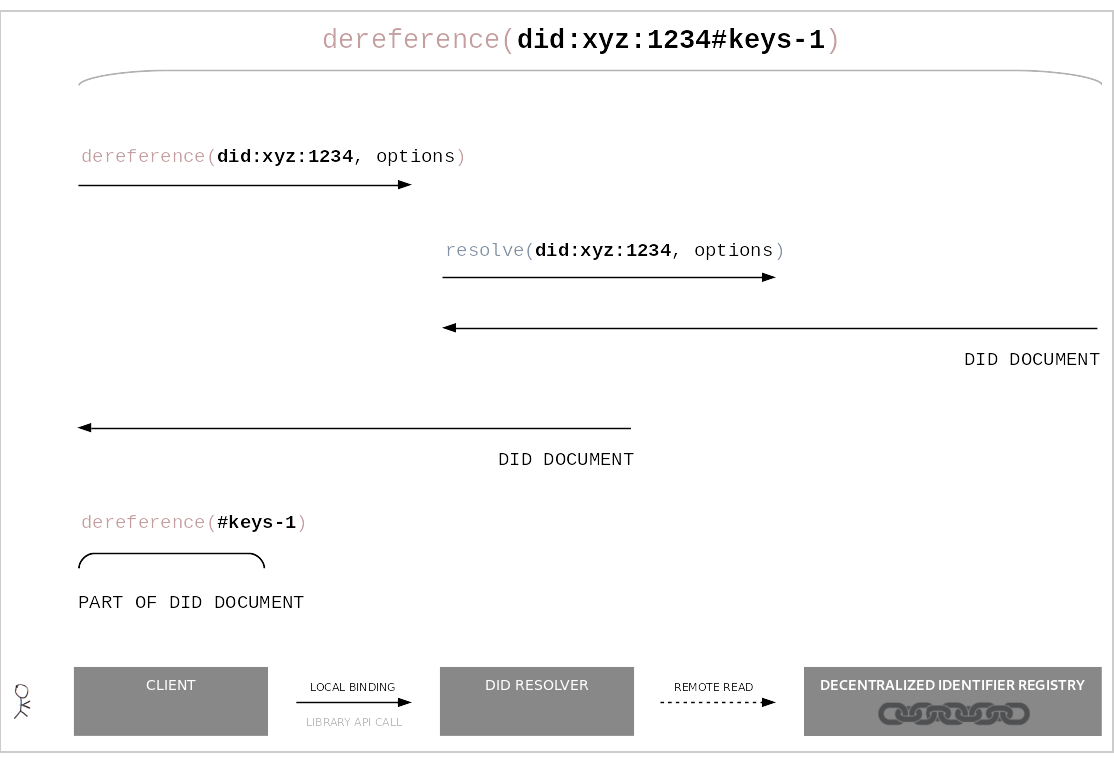 dereference(did:xyz:1234#keys-1)
dereference(did:xyz:1234, options)
resolve(did:xyz:1234, options)
DID DOCUMENT
DID DOCUMENT
dereference(#keys-1)
PART OF DID DOCUMENT
CLIENT
LOCAL BINDING
LIBRARY API CALL
DID RESOLVER
REMOTE READ
DECENTRALIZED IDENTIFIER REGISTRY